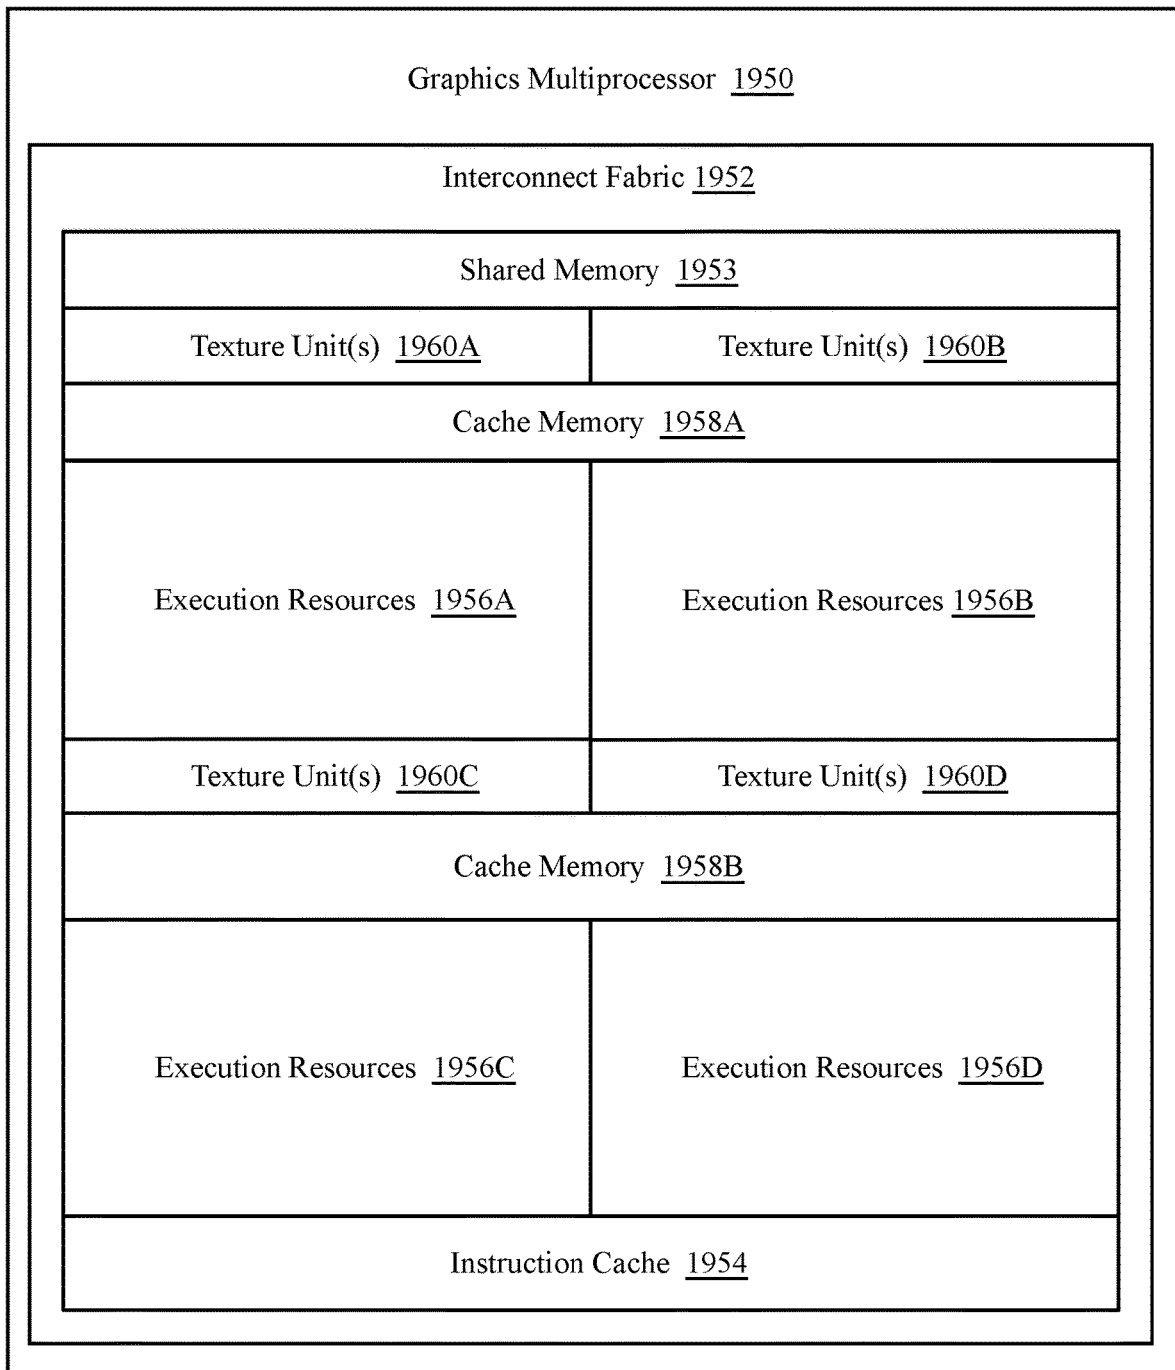 Graphics Multiprocessor 1950
Interconnect Fabric 1952
Shared Memory 1953
Texture Unit(s) 1960A
Texture Unit(s) 1960B
Cache Memory 1958A
Execution Resources 1956A
Execution Resources 1956B
Texture Unit(s) 1960C
Texture Unit(s) 1960D
Cache Memory 1958B
Execution Resources 1956C
Execution Resources 1956D
Instruction Cache 1954